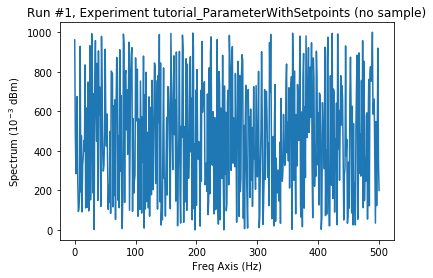 Run #1, Experiment tutorial_ParameterWithSetpoints (no sample)
1000
800
600
400
200
0
Spectrum (10⁻³ dBm)
0 100 200 300 400 500
Freq Axis (Hz)